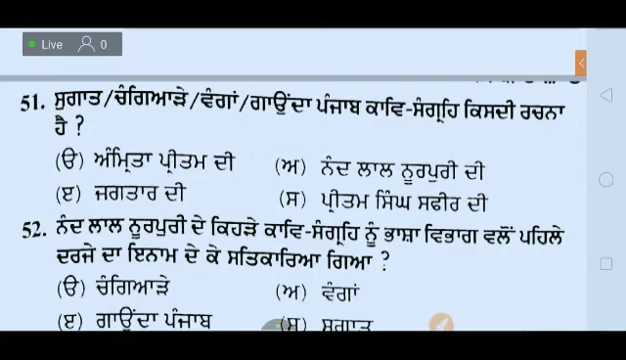 Live 0
51. ਸੁਗਾਤ/ਚੰਗਿਆੜੇ/ਵੰਗਾਂ/ਗਾਉਂਦਾ ਪੰਜਾਬ ਕਾਵਿ-ਸੰਗ੍ਰਹਿ ਕਿਸਦੀ ਰਚਨਾ
ਹੈ ?
(ੳ) ਅੰਮ੍ਰਿਤਾ ਪ੍ਰੀਤਮ ਦੀ (ਅ) ਨੰਦ ਲਾਲ ਨੂਰਪੁਰੀ ਦੀ
(ੲ) ਜਗਤਾਰ ਦੀ (ਸ) ਪ੍ਰੀਤਮ ਸਿੰਘ ਸਫੀਰ ਦੀ
52. ਨੰਦ ਲਾਲ ਨੂਰਪੁਰੀ ਦੇ ਕਿਹੜੇ ਕਾਵਿ-ਸੰਗ੍ਰਹਿ ਨੂੰ ਭਾਸ਼ਾ ਵਿਭਾਗ ਵਲੋਂ ਪਹਿਲੇ
ਦਰਜੇ ਦਾ ਇਨਾਮ ਦੇ ਕੇ ਸਤਿਕਾਰਿਆ ਗਿਆ ?
(ੳ) ਚੰਗਿਆੜੇ (ਅ) ਵੰਗਾਂ
(ੲ) ਗਾਉਂਦਾ ਪੰਜਾਬ (ਸ) ਸੁਗਾਤ